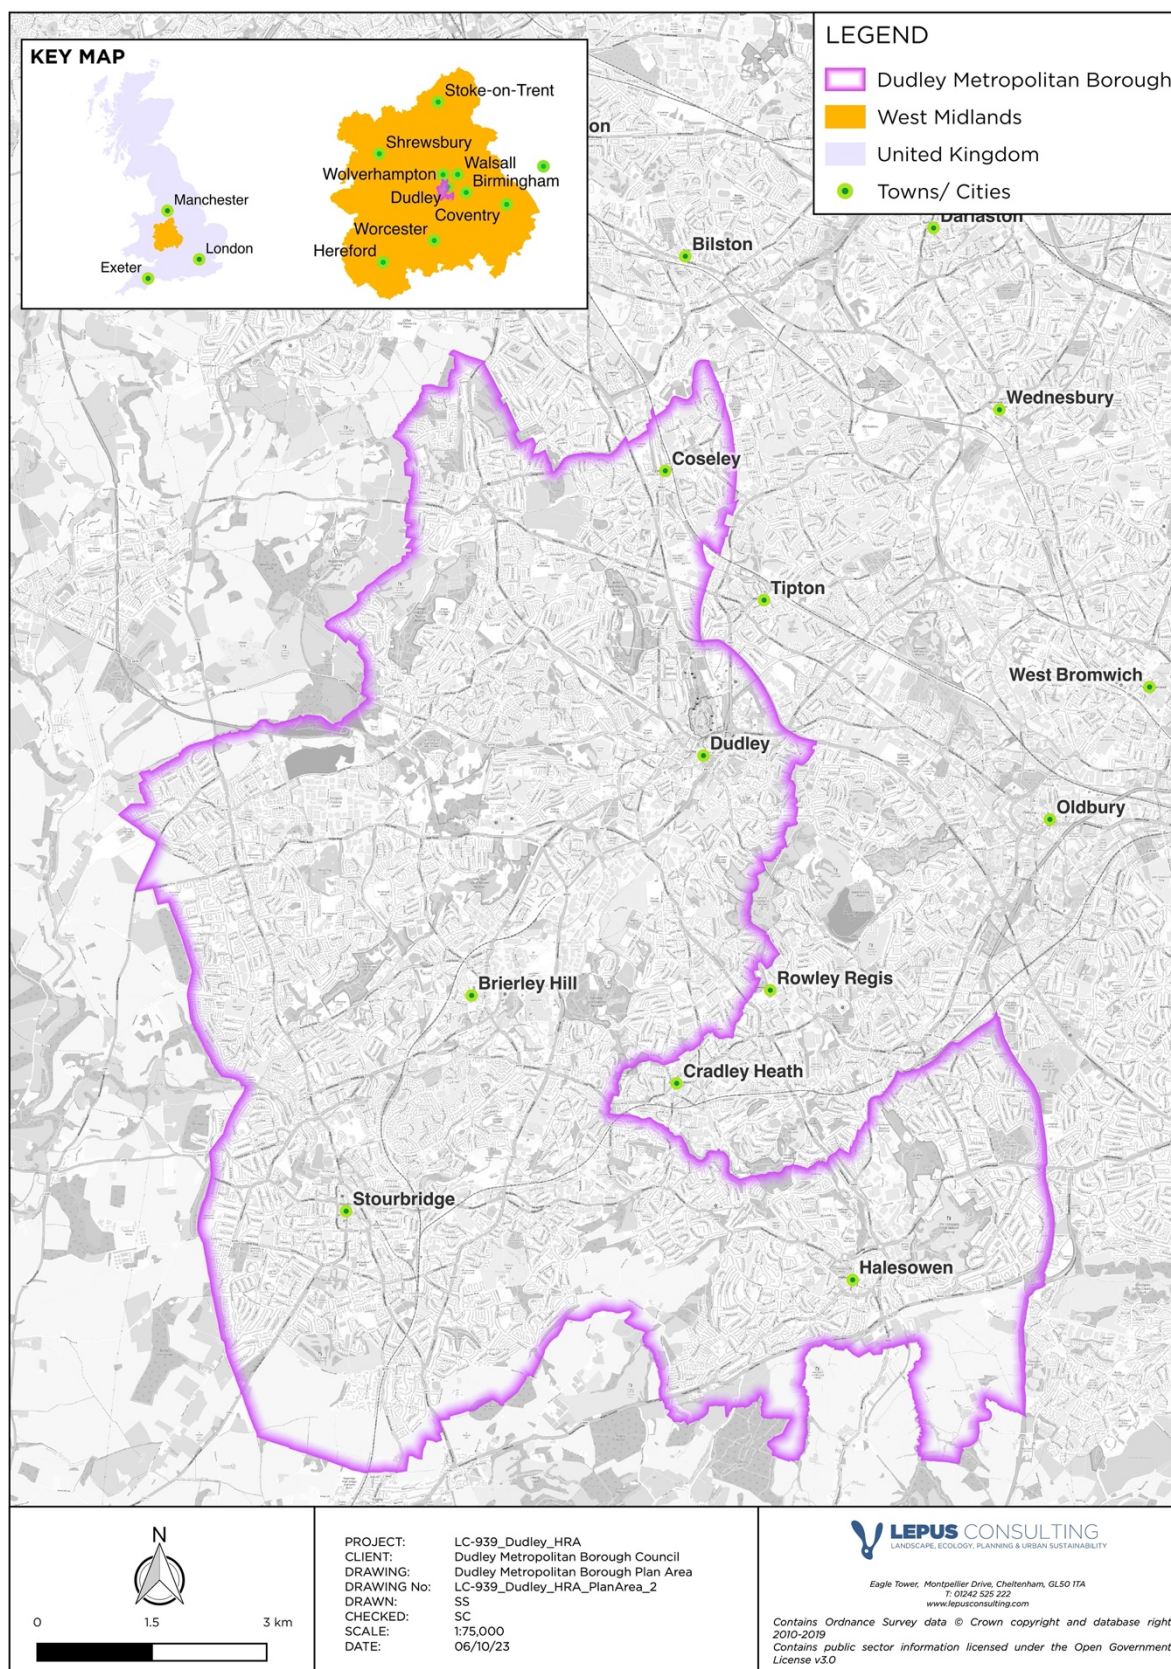 KEY MAP
Stoke-on-Trent
Shrewsbury
Wolverhampton
Walsall
Birmingham
Dudley
Coventry
Worcester
Hereford
Manchester
London
Exeter
LEGEND
Dudley Metropolitan Borough
West Midlands
United Kingdom
Towns/ Cities
on
Darlaston
Bilston
Wednesbury
Coseley
Tipton
West Bromwich
Dudley
Oldbury
Brierley Hill
Rowley Regis
Cradley Heath
Stourbridge
Halesowen
N
0 1.5 3 km
PROJECT: LC-939_Dudley_HRA
CLIENT: Dudley Metropolitan Borough Council
DRAWING: Dudley Metropolitan Borough Plan Area
DRAWING No: LC-939_Dudley_HRA_PlanArea_2
DRAWN: SS
CHECKED: SC
SCALE: 1:75,000
DATE: 06/10/23
LEPUS CONSULTING
LANDSCAPE, ECOLOGY, PLANNING & URBAN SUSTAINABILITY
Eagle Tower, Montpellier Drive, Cheltenham, GL50 1TA
T: 01242 525 222
www.lepusconsulting.com
Contains Ordnance Survey data © Crown copyright and database right
2010-2019
Contains public sector information licensed under the Open Government
License v3.0